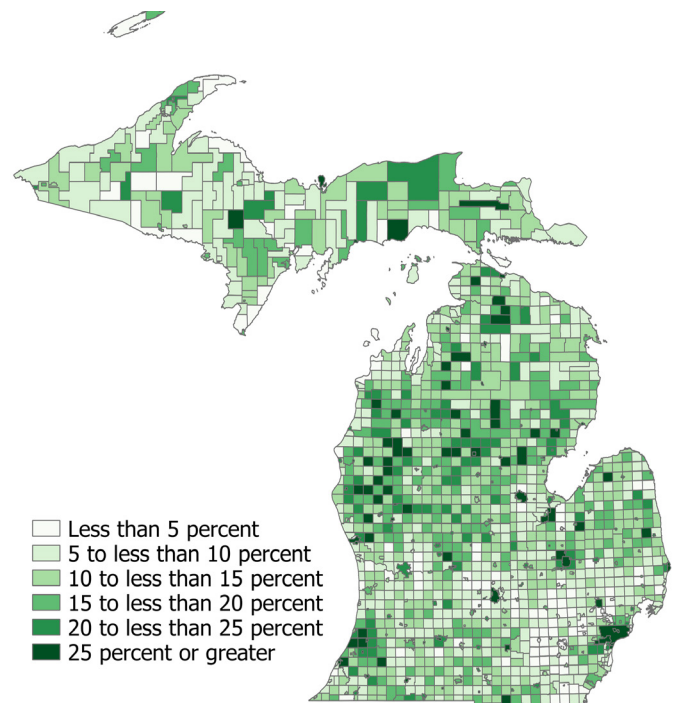 Less than 5 percent
5 to less than 10 percent
10 to less than 15 percent
15 to less than 20 percent
20 to less than 25 percent
25 percent or greater